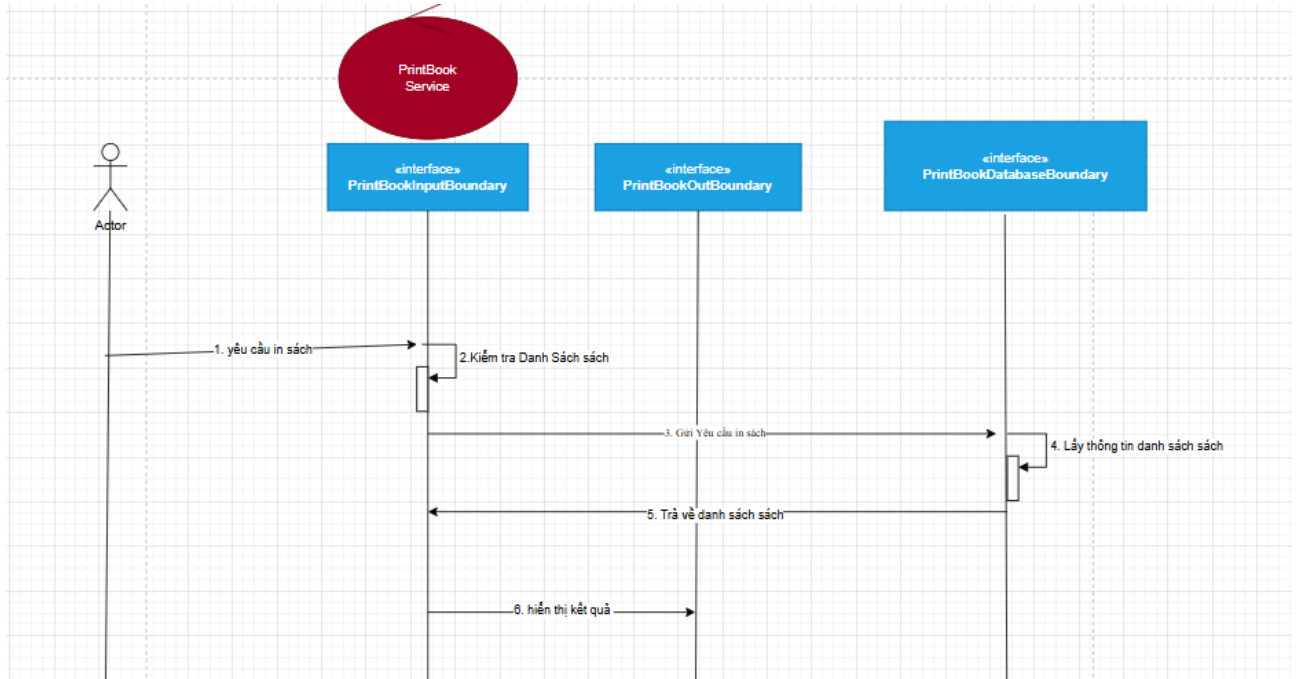 PrintBook
Service
«interface»
PrintBookInputBoundary
«interface»
PrintBookOutBoundary
«interface»
PrintBookDatabaseBoundary
Actor
1. yêu cầu in sách
2.Kiểm tra Danh Sách sách
3. Gửi Yêu cầu in sách
4. Lấy thông tin danh sách sách
5. Trả về danh sách sách
6. hiển thị kết quả